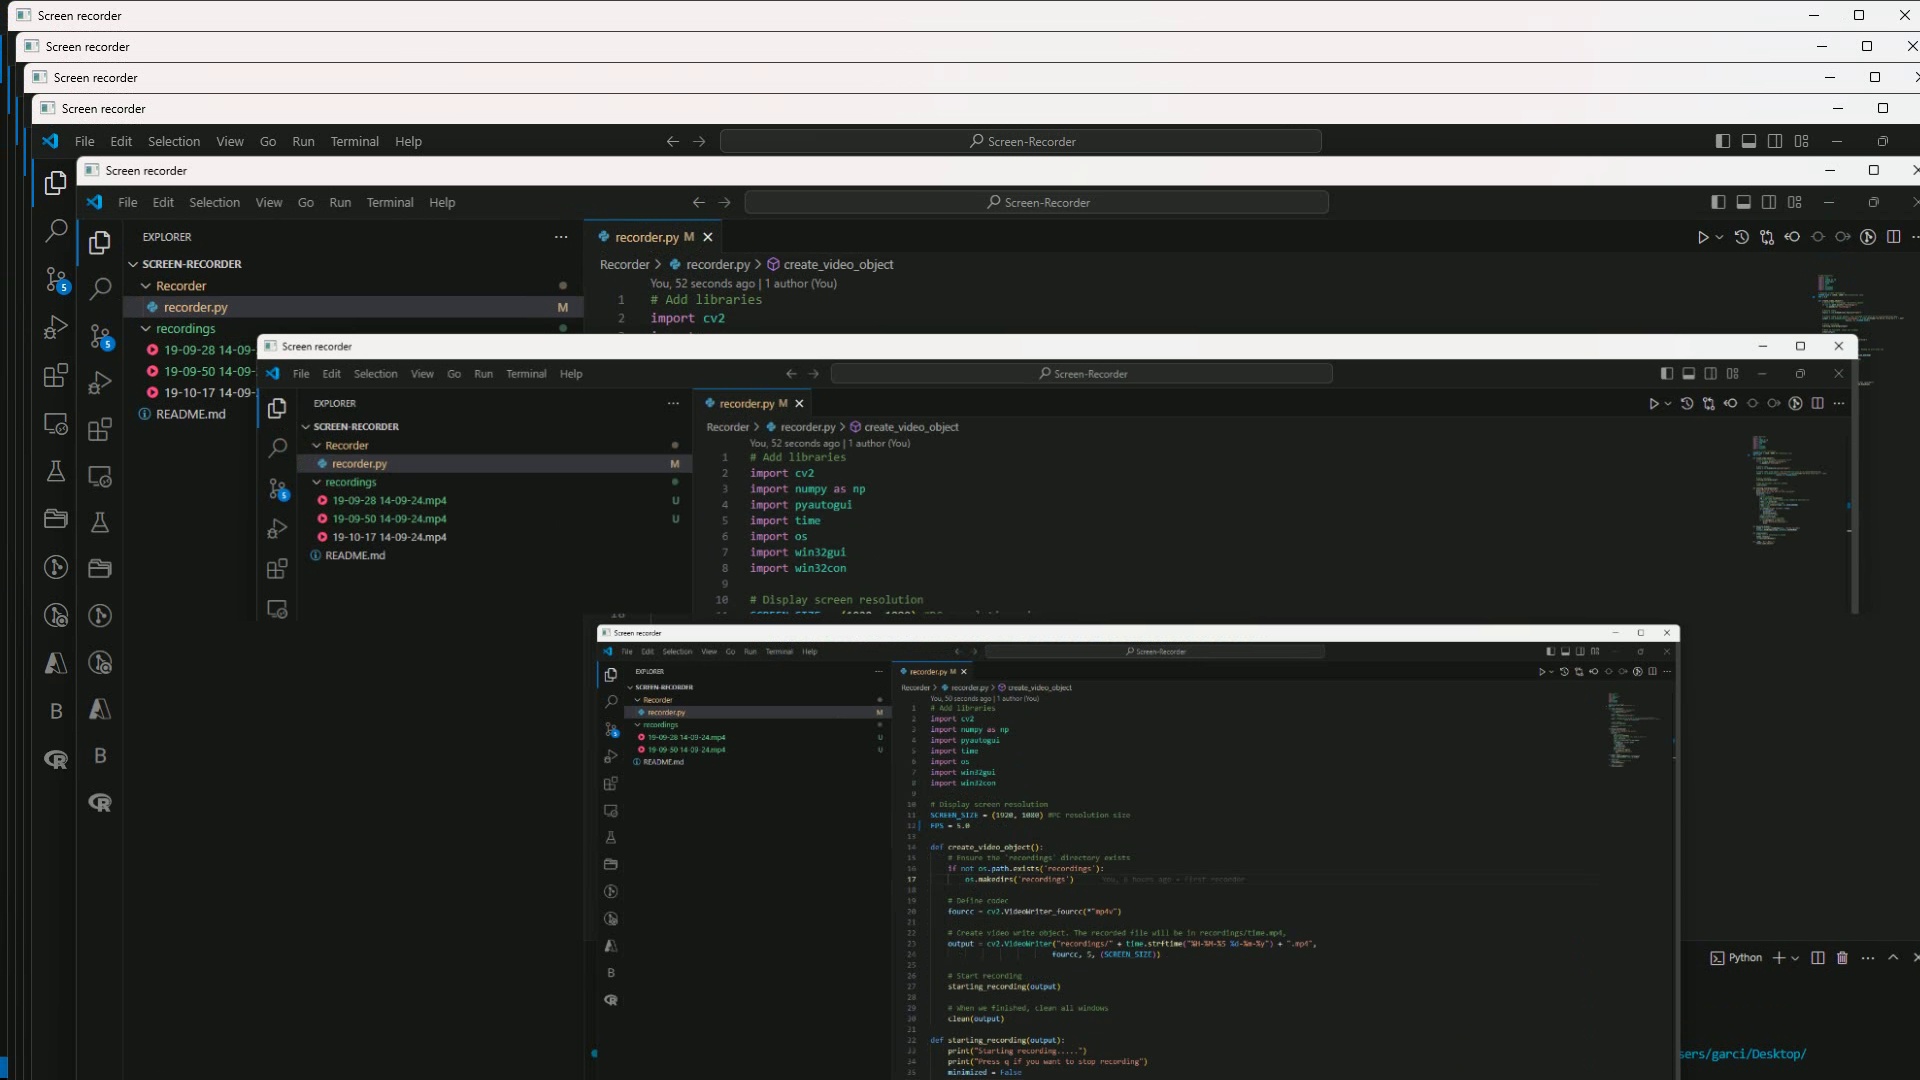 Screen recorder
Screen recorder
Screen recorder
Screen recorder
File Edit Selection View Go Run Terminal Help
Screen-Recorder
Screen recorder
File Edit Selection View Go Run Terminal Help
Screen-Recorder
EXPLORER
SCREEN-RECORDER
Recorder
recorder.py M
recordings
19-09-28 14-09-
19-09-50 14-09-
19-10-17 14-09-
README.md
5
5
B
B
recorder.py M
Recorder > recorder.py > create_video_object
You, 52 seconds ago | 1 author (You)
1 # Add libraries
2 import cv2
Screen recorder
File Edit Selection View Go Run Terminal Help
Screen-Recorder
EXPLORER
SCREEN-RECORDER
Recorder
recorder.py M
recordings
19-09-28 14-09-24.mp4 U
19-09-50 14-09-24.mp4 U
19-10-17 14-09-24.mp4
README.md
5
recorder.py M
Recorder > recorder.py > create_video_object
You, 52 seconds ago | 1 author (You)
1 # Add libraries
2 import cv2
3 import numpy as np
4 import pyautogui
5 import time
6 import os
7 import win32gui
8 import win32con
9
10 # Display screen resolution
Screen recorder
File Edit Selection View Go Run Terminal Help
Screen-Recorder
EXPLORER
SCREEN-RECORDER
Recorder
recorder.py M
recordings
19-09-28 14-09-24.mp4 U
19-09-50 14-09-24.mp4 U
README.md
B
recorder.py M
Recorder > recorder.py > create_video_object
You, 50 seconds ago | 1 author (You)
1 # Add libraries
2 import cv2
3 import numpy as np
4 import pyautogui
5 import time
6 import os
7 import win32gui
8 import win32con
9
10 # Display screen resolution
11 SCREEN_SIZE = (1920, 1080) #PC resolution size
12 FPS = 5.0
13
14 def create_video_object():
15 # Ensure the 'recordings' directory exists
16 if not os.path.exists('recordings'):
17 os.makedirs('recordings')
18
19 # Define codec
20 fourcc = cv2.VideoWriter_fourcc(*"mp4v")
21
22 # Create video write object. The recorded file will be in recordings/time.mp4,
23 output = cv2.VideoWriter("recordings/" + time.strftime("%H-%M-%S %d-%m-%y") + ".mp4",
24 fourcc, 5, (SCREEN_SIZE))
25
26 # Start recording
27 starting_recording(output)
28
29 # When we finished, clean all windows
30 clean(output)
31
32 def starting_recording(output):
33 print("Starting recording.....")
34 print("Press q if you want to stop recording")
35 minimized = False
Python
sers/garci/Desktop/